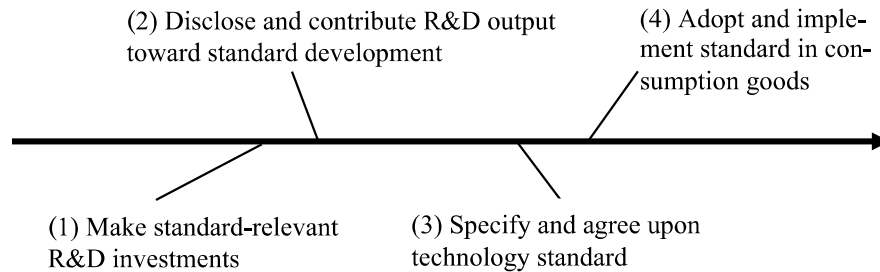 (2) Disclose and contribute R&D output
toward standard development
(4) Adopt and imple-
ment standard in con-
sumption goods
(1) Make standard-relevant
R&D investments
(3) Specify and agree upon
technology standard